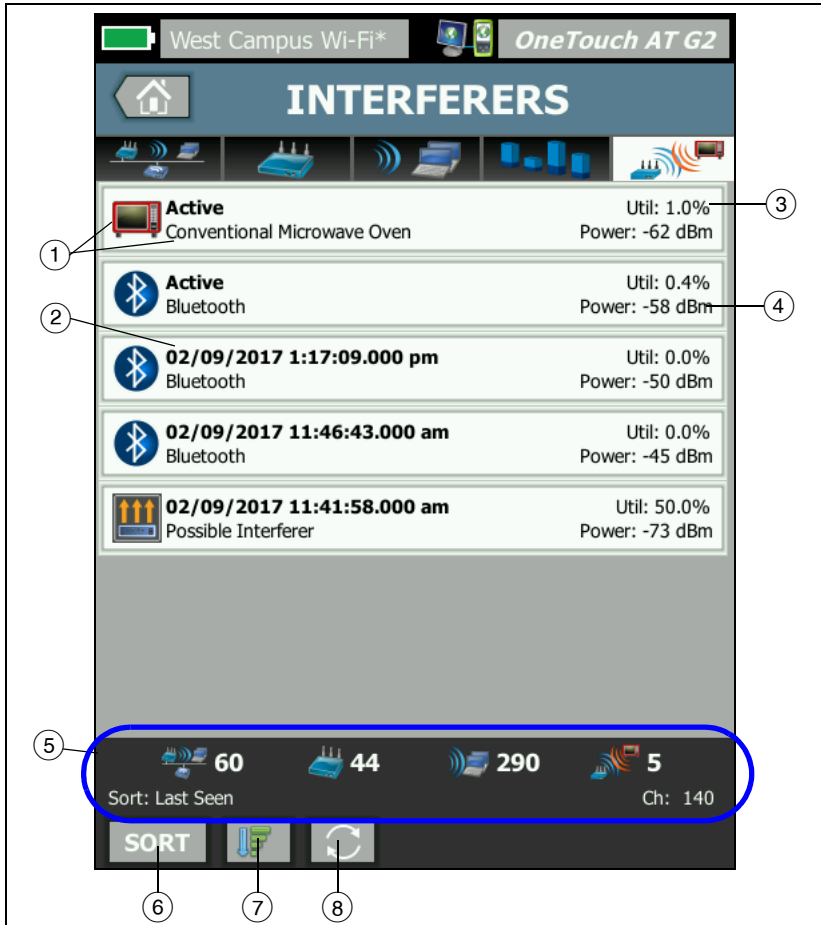 West Campus Wi-Fi*
OneTouch AT G2
INTERFERERS
Active
Util: 1.0%
3
Conventional Microwave Oven
Power: -62 dBm
1
Active
Util: 0.4%
Bluetooth
Power: -58 dBm
4
2
02/09/2017 1:17:09.000 pm
Util: 0.0%
Bluetooth
Power: -50 dBm
02/09/2017 11:46:43.000 am
Util: 0.0%
Bluetooth
Power: -45 dBm
02/09/2017 11:41:58.000 am
Util: 50.0%
Possible Interferer
Power: -73 dBm
5
60
44
290
5
Sort: Last Seen
Ch: 140
SORT
6
7
8